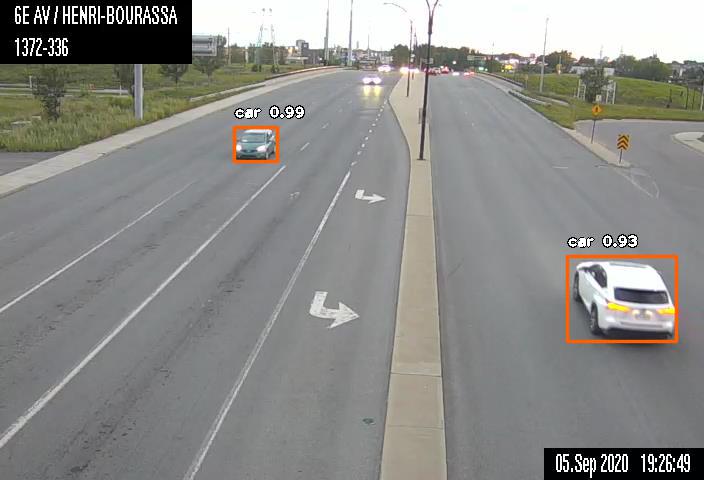 6E AV / HENRI-BOURASSA
1372-336
car 0.99
car 0.93
05.Sep 2020 19:26:49